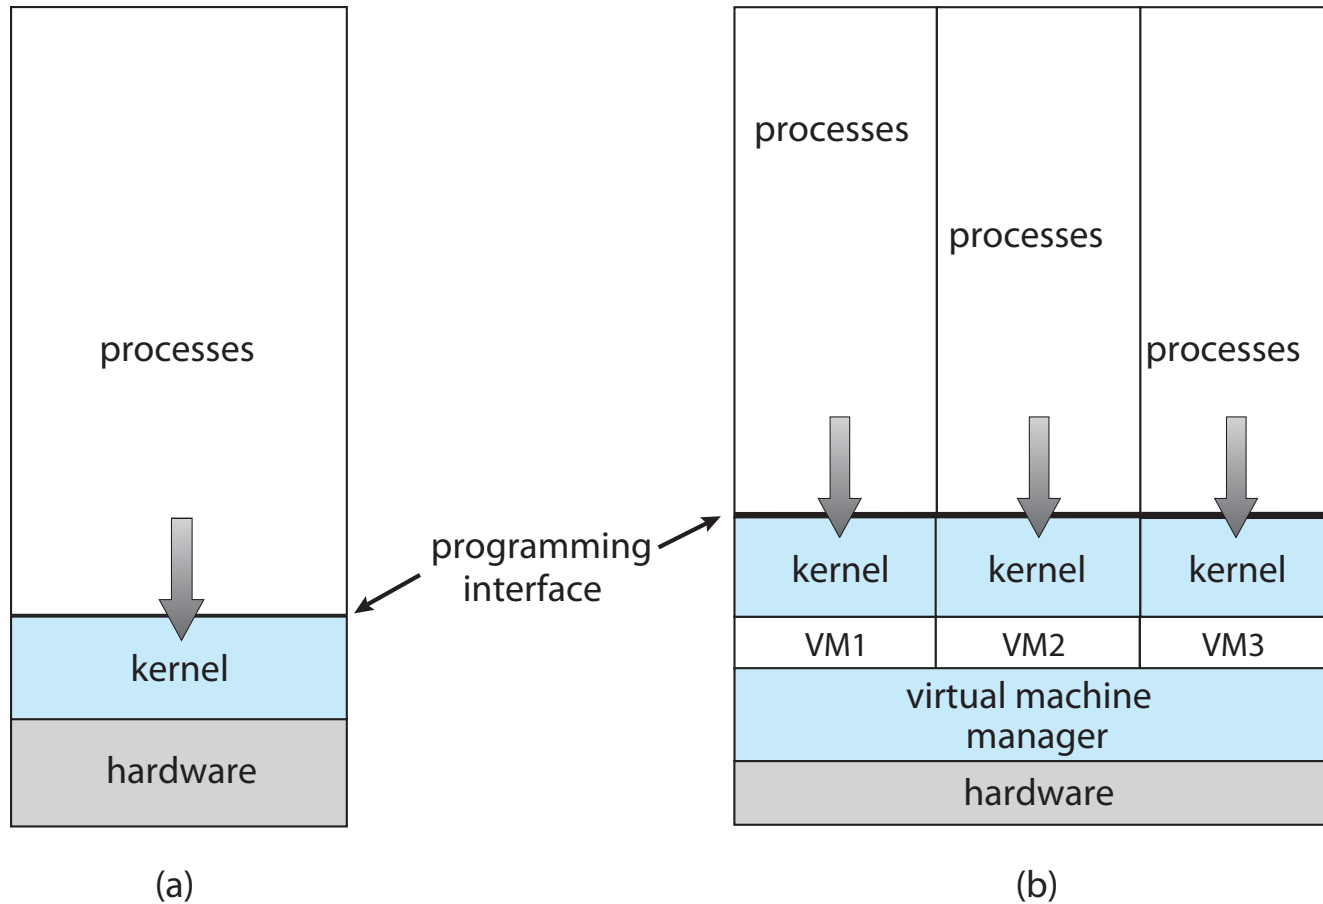 processes
kernel
hardware
(a)
programming
interface
processes
processes
processes
kernel
kernel
kernel
VM1
VM2
VM3
virtual machine
manager
hardware
(b)